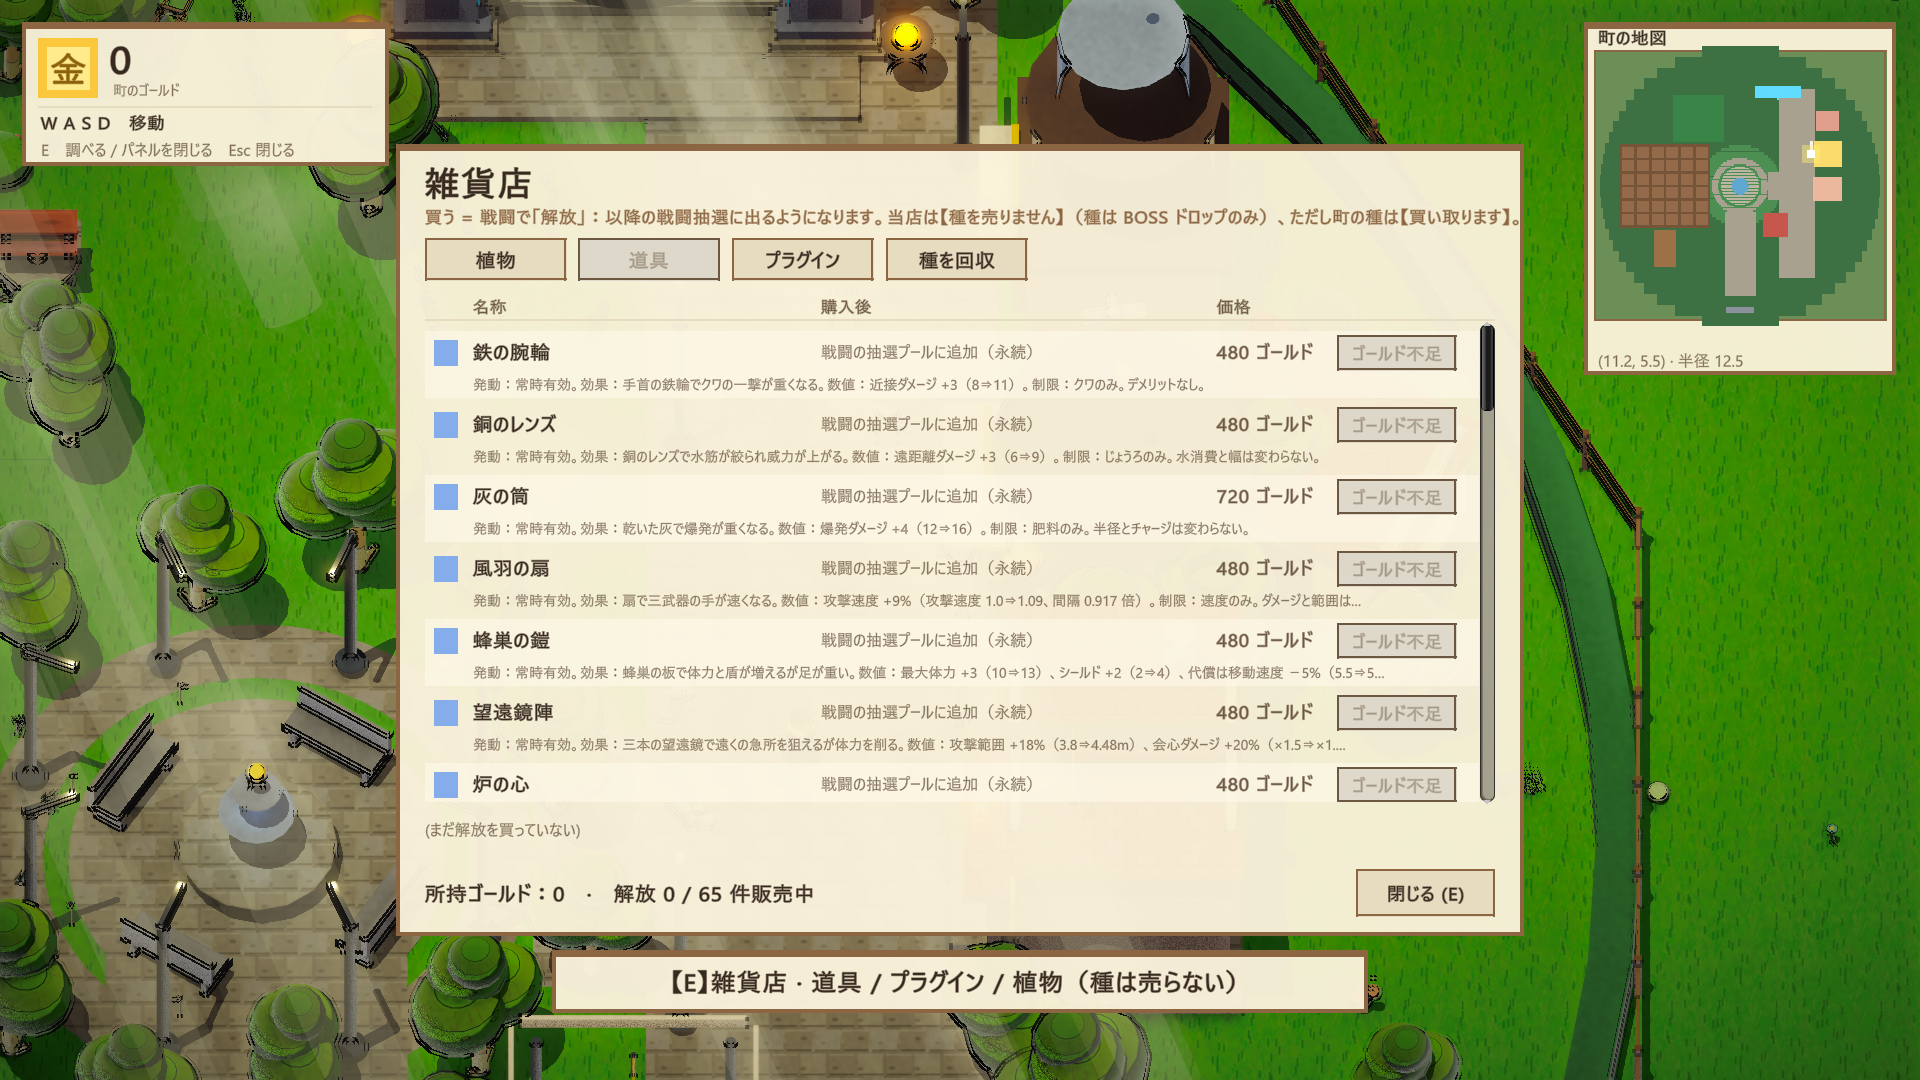 金 0
町のゴールド
WASD 移動
E 調べる / パネルを閉じる Esc 閉じる
町の地図
(11.2, 5.5) · 半径 12.5
雑貨店
買う = 戦闘で「解放」：以降の戦闘抽選に出るようになります。当店は【種を売りません】（種は BOSS ドロップのみ）、ただし町の種は【買い取ります】。
植物 道具 プラグイン 種を回収
名称 購入後 価格
鉄の腕輪 戦闘の抽選プールに追加（永続） 480 ゴールド ゴールド不足
発動：常時有効。効果：手首の鉄輪でクワの一撃が重くなる。数値：近接ダメージ +3（8⇒11）。制限：クワのみ。デメリットなし。
銅のレンズ 戦闘の抽選プールに追加（永続） 480 ゴールド ゴールド不足
発動：常時有効。効果：銅のレンズで水筋が絞られ威力が上がる。数値：遠距離ダメージ +3（6⇒9）。制限：じょうろのみ。水消費と幅は変わらない。
灰の筒 戦闘の抽選プールに追加（永続） 720 ゴールド ゴールド不足
発動：常時有効。効果：乾いた灰で爆発が重くなる。数値：爆発ダメージ +4（12⇒16）。制限：肥料のみ。半径とチャージは変わらない。
風羽の扇 戦闘の抽選プールに追加（永続） 480 ゴールド ゴールド不足
発動：常時有効。効果：扇で三武器の手が速くなる。数値：攻撃速度 +9%（攻撃速度 1.0⇒1.09、間隔 0.917 倍）。制限：速度のみ。ダメージと範囲は...
蜂巣の鎧 戦闘の抽選プールに追加（永続） 480 ゴールド ゴールド不足
発動：常時有効。効果：蜂巣の板で体力と盾が増えるが足が重い。数値：最大体力 +3（10⇒13）、シールド +2（2⇒4）、代償は移動速度 −5%（5.5⇒5...
望遠鏡陣 戦闘の抽選プールに追加（永続） 480 ゴールド ゴールド不足
発動：常時有効。効果：三本の望遠鏡で遠くの急所を狙えるが体力を削る。数値：攻撃範囲 +18%（3.8⇒4.48m）、会心ダメージ +20%（×1.5⇒×1....
炉の心 戦闘の抽選プールに追加（永続） 480 ゴールド ゴールド不足
(まだ解放を買っていない)
所持ゴールド：0 · 解放 0 / 65 件販売中
閉じる (E)
【E】雑貨店 · 道具 / プラグイン / 植物（種は売らない）